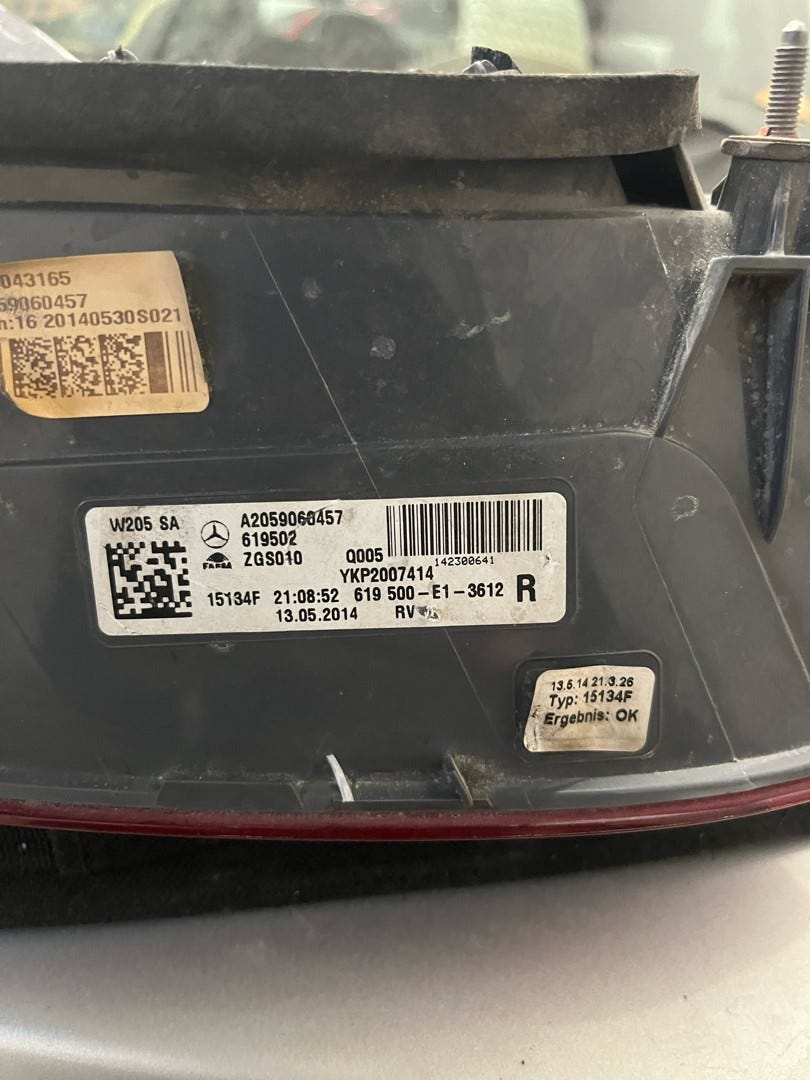 043165
59060457
n:16 20140530S021
W205 SA
A2059060457
619502
FARBA ZGS010 Q005
142300641
YKP2007414
15134F 21:08:52 619 500-E1-3612 R
13.05.2014 RV
13.5.14 21.3.26
Typ: 15134F
Ergebnis: OK